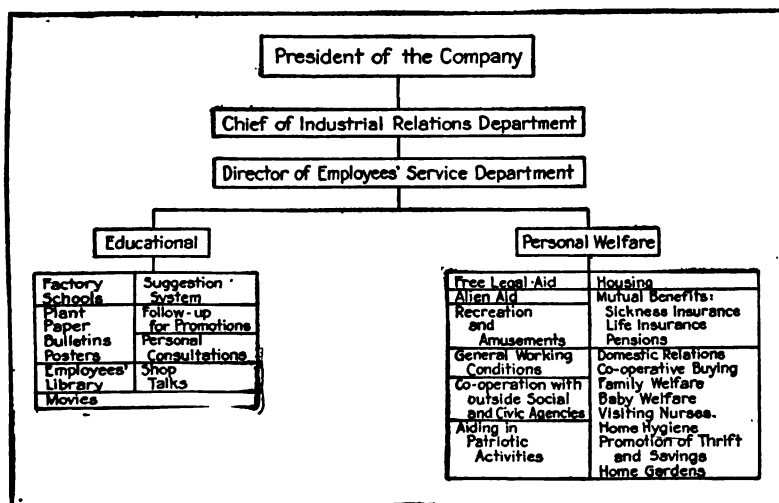 President of the Company
Chief of Industrial Relations Department
Director of Employees' Service Department
Educational
Factory
Schools
Plant
Paper
Bulletins
Posters
Employees'
Library
Movies
Suggestion
System
Follow-up
for Promotions
Personal
Consultations
Shop
Talks
Personal Welfare
Free Legal Aid
Alien Aid
Recreation
and
Amusements
General Working
Conditions
Co-operation with
outside Social
and Civic Agencies
Aiding in
Patriotic
Activities
Housing
Mutual Benefits:
Sickness Insurance
Life Insurance
Pensions
Domestic Relations
Co-operative Buying
Family Welfare
Baby Welfare
Visiting Nurses.
Home Hygiene
Promotion of Thrift
and Savings
Home Gardens